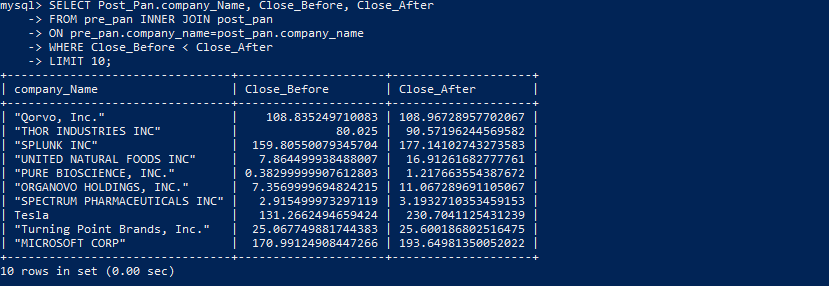 mysql> SELECT Post_Pan.company_Name, Close_Before, Close_After
    -> FROM pre_pan INNER JOIN post_pan
    -> ON pre_pan.company_name=post_pan.company_name
    -> WHERE Close_Before < Close_After
    -> LIMIT 10;
+-----------------------------+--------------------+--------------------+
| company_Name                | Close_Before       | Close_After        |
+-----------------------------+--------------------+--------------------+
| "Qorvo, Inc."               |   108.835249710083 | 108.96728957702067 |
| "THOR INDUSTRIES INC"       |             80.025 |  90.57196244569582 |
| "SPLUNK INC"                | 159.80550079345704 | 177.14102743273583 |
| "UNITED NATURAL FOODS INC"  |  7.864499938488007 |  16.91261682777761 |
| "PURE BIOSCIENCE, INC."     | 0.38299999907612803 |  1.217663554387672 |
| "ORGANOVO HOLDINGS, INC."   | 7.3569999694824215 | 11.067289691105067 |
| "SPECTRUM PHARMACEUTICALS INC" |  2.915499973297119 | 3.1932710353459153 |
| Tesla                       |  131.2662494659424 |  230.7041125431239 |
| "Turning Point Brands, Inc." | 25.067749881744383 | 25.600186802516475 |
| "MICROSOFT CORP"            | 170.99124908447266 | 193.64981350052022 |
+-----------------------------+--------------------+--------------------+
10 rows in set (0.00 sec)